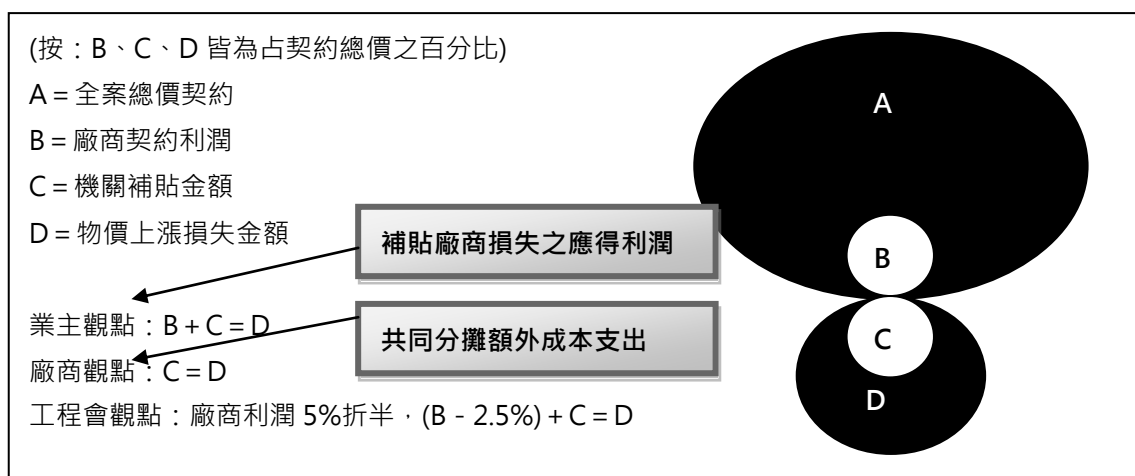 (按：B、C、D 皆為占契約總價之百分比)
A = 全案總價契約
B = 廠商契約利潤
C = 機關補貼金額
D = 物價上漲損失金額
補貼廠商損失之應得利潤
業主觀點：B + C = D
共同分攤額外成本支出
廠商觀點：C = D
工程會觀點：廠商利潤 5%折半，(B - 2.5%) + C = D
A
B
C
D